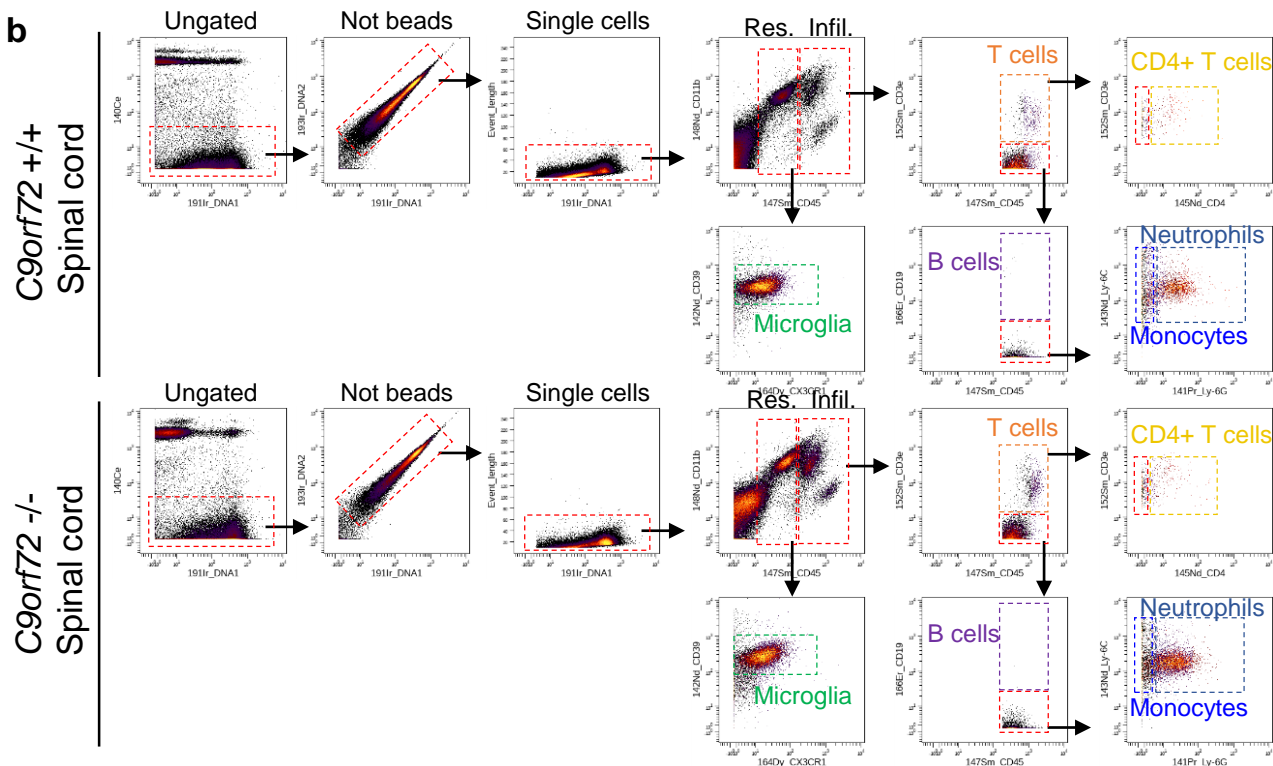 b
C9orf72 +/+
Spinal cord
Ungated
Not beads
Single cells
Res. Infil.
T cells
CD4+ T cells
140Ce
191Ir_DNA1
193Ir_DNA2
191Ir_DNA1
Event_length
191Ir_DNA1
148Nd_CD11b
147Sm_CD45
152Sm_CD3e
147Sm_CD45
152Sm_CD3e
145Nd_CD4
142Nd_CD39
Microglia
164Dy_CX3CR1
B cells
166Er_CD19
147Sm_CD45
Neutrophils
143Nd_Ly-6C
Monocytes
141Pr_Ly-6G
C9orf72 -/-
Spinal cord
Ungated
Not beads
Single cells
Res. Infil.
T cells
CD4+ T cells
140Ce
191Ir_DNA1
193Ir_DNA2
191Ir_DNA1
Event_length
191Ir_DNA1
148Nd_CD11b
147Sm_CD45
152Sm_CD3e
147Sm_CD45
152Sm_CD3e
145Nd_CD4
142Nd_CD39
Microglia
164Dy_CX3CR1
B cells
166Er_CD19
147Sm_CD45
Neutrophils
143Nd_Ly-6C
Monocytes
141Pr_Ly-6G